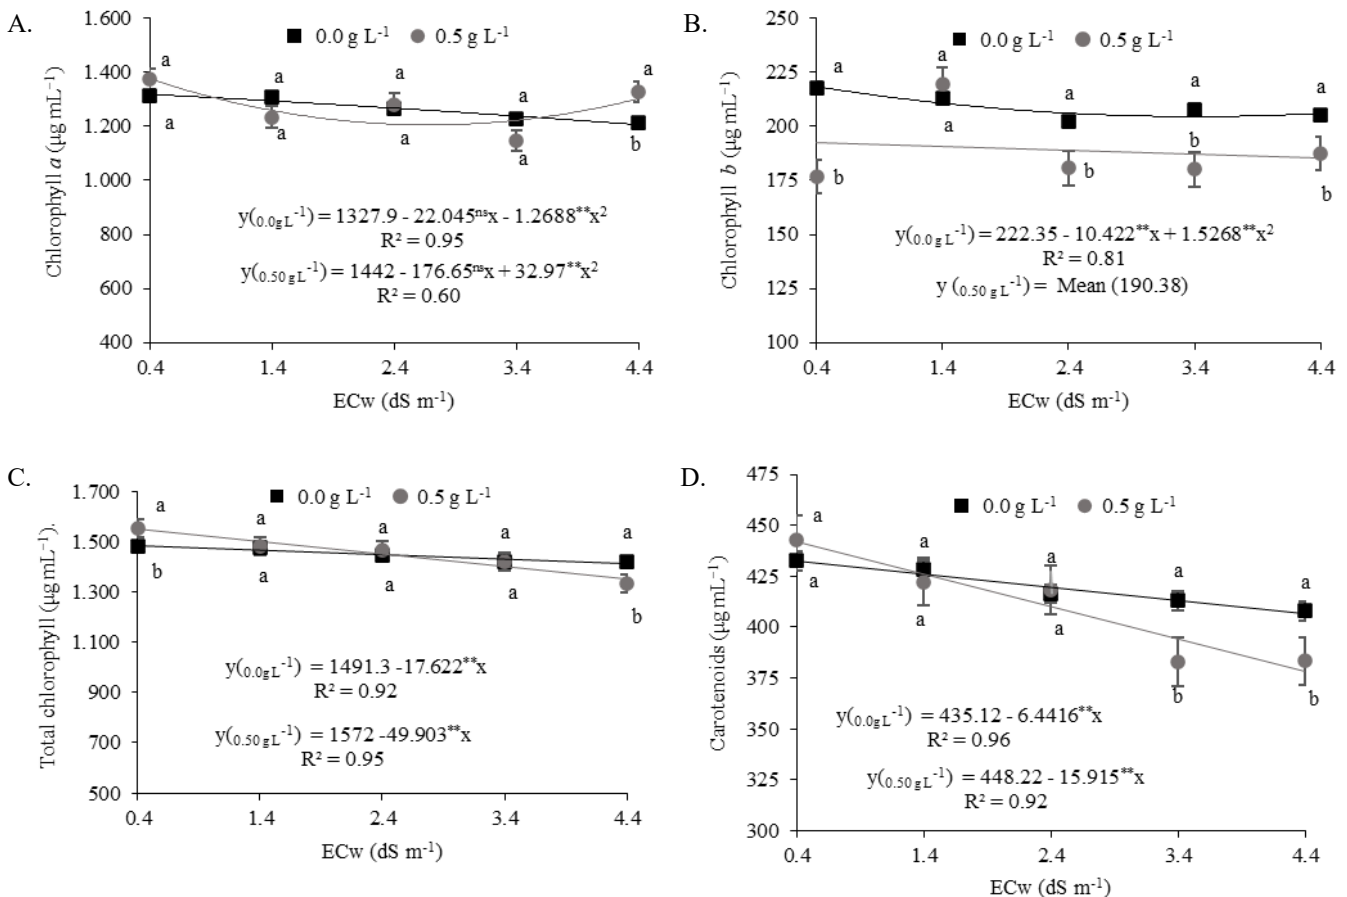 A.
1.600
1.400
1.200
1.000
800
600
400
Chlorophyll a (µg mL⁻¹)
0.0 g L⁻¹ 0.5 g L⁻¹
a a a a a
a a a a b
y(0.0g L⁻¹) = 1327.9 - 22.045ⁿˢx - 1.2688**x²
R² = 0.95
y(0.50 g L⁻¹) = 1442 - 176.65ⁿˢx + 32.97**x²
R² = 0.60
0.4 1.4 2.4 3.4 4.4
ECw (dS m⁻¹)
B.
250
225
200
175
150
125
100
Chlorophyll b (µg mL⁻¹)
0.0 g L⁻¹ 0.5 g L⁻¹
a a a a a
b a b b b
y(0.0g L⁻¹) = 222.35 - 10.422**x + 1.5268**x²
R² = 0.81
y (0.50 g L⁻¹) = Mean (190.38)
0.4 1.4 2.4 3.4 4.4
ECw (dS m⁻¹)
C.
1.700
1.500
1.300
1.100
900
700
500
Total chlorophyll (µg mL⁻¹).
0.0 g L⁻¹ 0.5 g L⁻¹
a a a a a
b a a a b
y(0.0g L⁻¹) = 1491.3 -17.622**x
R² = 0.92
y(0.50 g L⁻¹) = 1572 -49.903**x
R² = 0.95
0.4 1.4 2.4 3.4 4.4
ECw (dS m⁻¹)
D.
475
450
425
400
375
350
325
300
Carotenoids (µg mL⁻¹)
0.0 g L⁻¹ 0.5 g L⁻¹
a a a a a
a a a b b
y(0.0g L⁻¹) = 435.12 - 6.4416**x
R² = 0.96
y(0.50 g L⁻¹) = 448.22 - 15.915**x
R² = 0.92
0.4 1.4 2.4 3.4 4.4
ECw (dS m⁻¹)